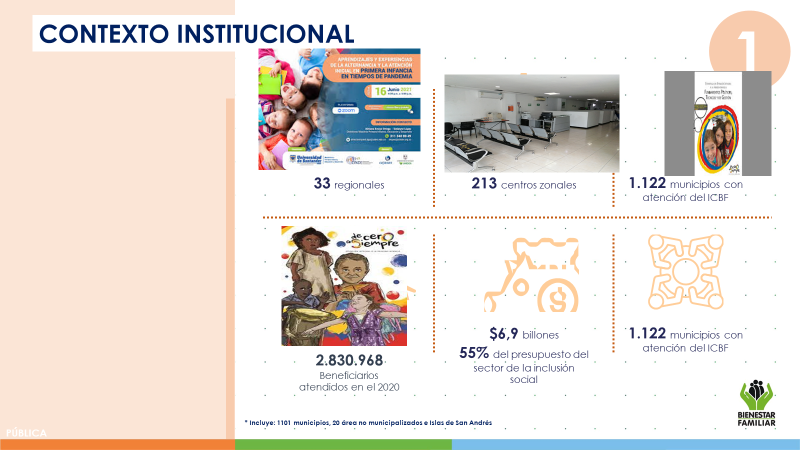 CONTEXTO INSTITUCIONAL
1
APRENDIZAJES Y EXPERIENCIAS
DE LA ALTERNANCIA Y LA ATENCIÓN
INICIAL EN PRIMERA INFANCIA
EN TIEMPOS DE PANDEMIA
16 Junio 2021
zoom
Universidad
de Santander
33 regionales
213 centros zonales
1.122 municipios con
atención del ICBF
de cero
a Siempre
2.830.968
Beneficiarios
atendidos en el 2020
$6,9 billones
55% del presupuesto del
sector de la inclusión
social
$
1.122 municipios con
atención del ICBF
BIENESTAR
FAMILIAR
* Incluye: 1101 municipios, 20 área no municipalizados e Islas de San Andrés
PÚBLICA